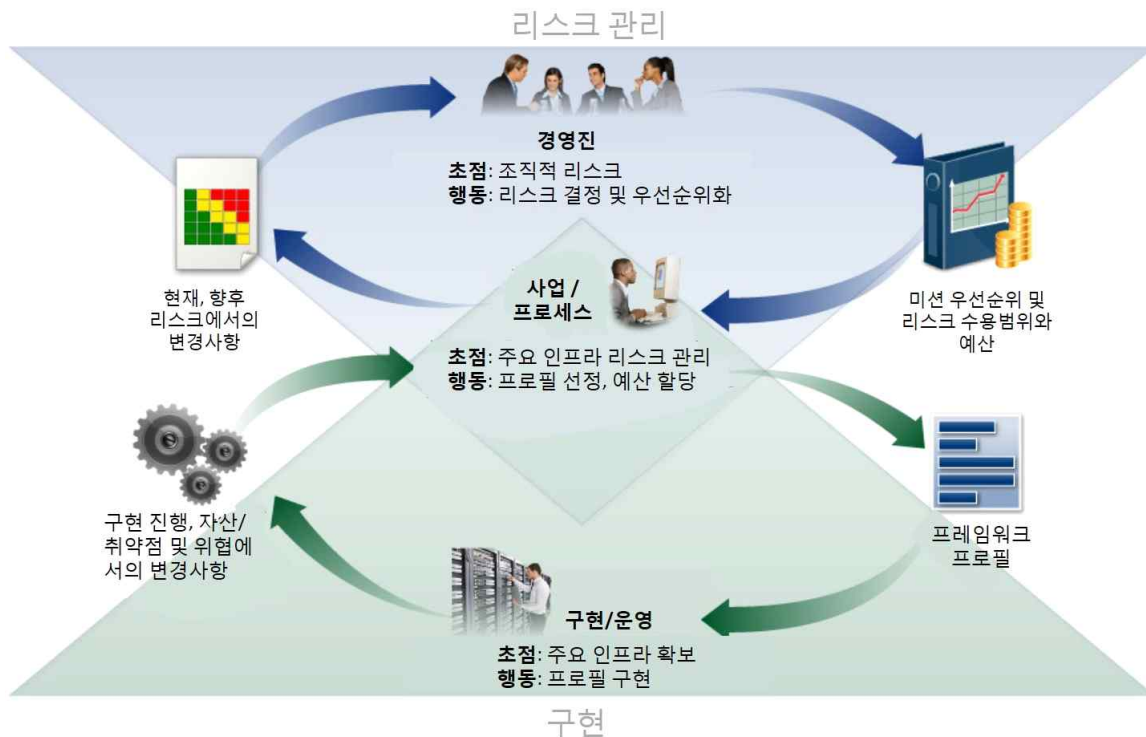 리스크 관리
경영진
초점: 조직적 리스크
행동: 리스크 결정 및 우선순위화
현재, 향후
리스크에서의
변경사항
사업 /
프로세스
초점: 주요 인프라 리스크 관리
행동: 프로필 선정, 예산 할당
미션 우선순위 및
리스크 수용범위와
예산
구현 진행, 자산/
취약점 및 위협에
서의 변경사항
프레임워크
프로필
구현/운영
초점: 주요 인프라 확보
행동: 프로필 구현
구현